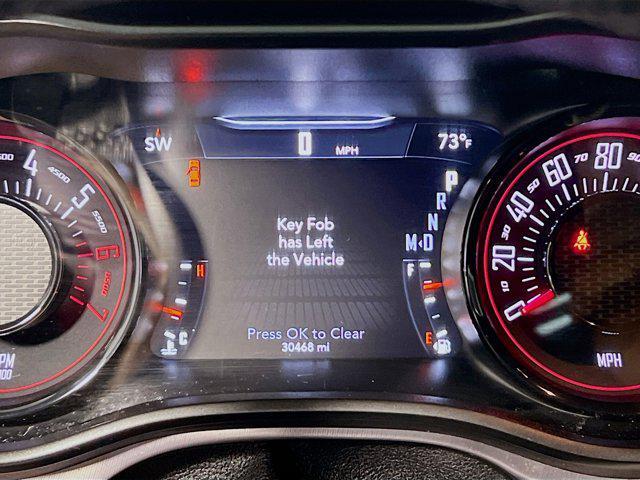 SW
0 MPH
73°F
Key Fob
has Left
the Vehicle
Press OK to Clear
30468 mi
P
R
N
M D
H
C
F
E
4
4500
5
5500
6
6500
7
0
10
20
30
40
50
60
70
80
MPH